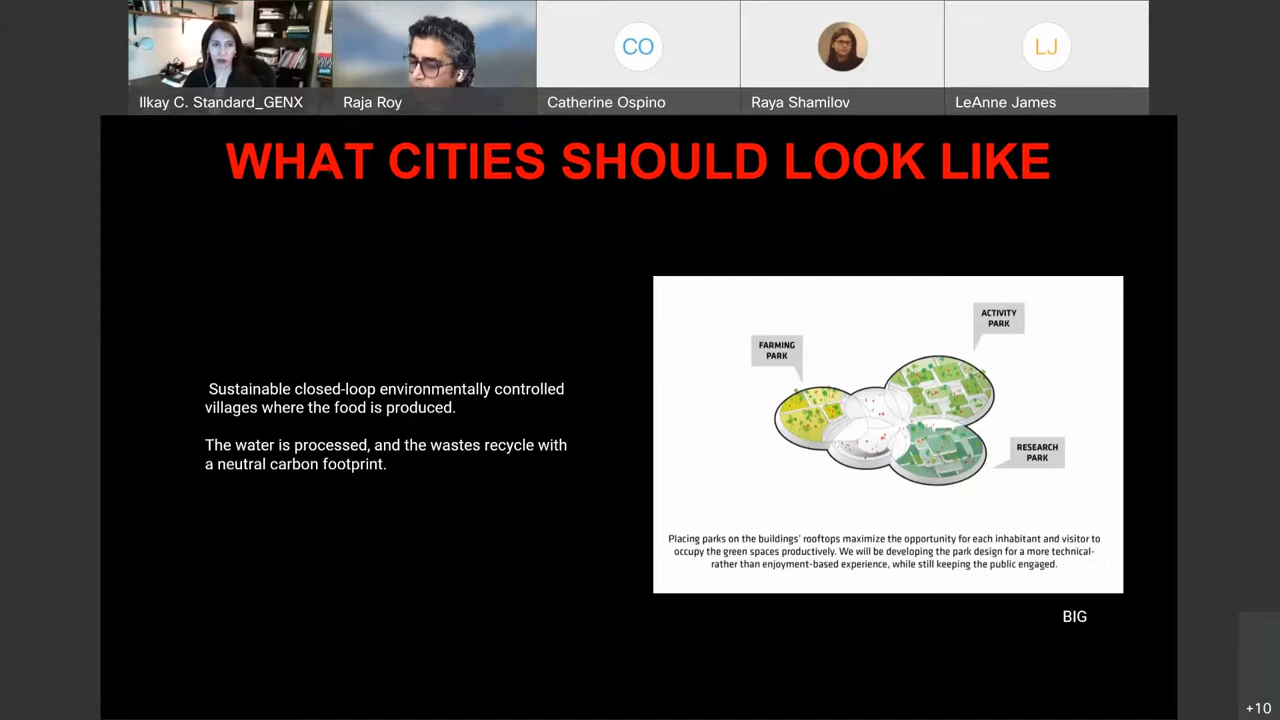 Ilkay C. Standard_GENX
Raja Roy
Catherine Ospino
Raya Shamilov
LeAnne James
CO
LJ
WHAT CITIES SHOULD LOOK LIKE
Sustainable closed-loop environmentally controlled
villages where the food is produced.
The water is processed, and the wastes recycle with
a neutral carbon footprint.
ACTIVITY
PARK
FARMING
PARK
RESEARCH
PARK
Placing parks on the buildings' rooftops maximize the opportunity for each inhabitant and visitor to
occupy the green spaces productively. We will be developing the park design for a more technical-
rather than enjoyment-based experience, while still keeping the public engaged.
BIG
+10